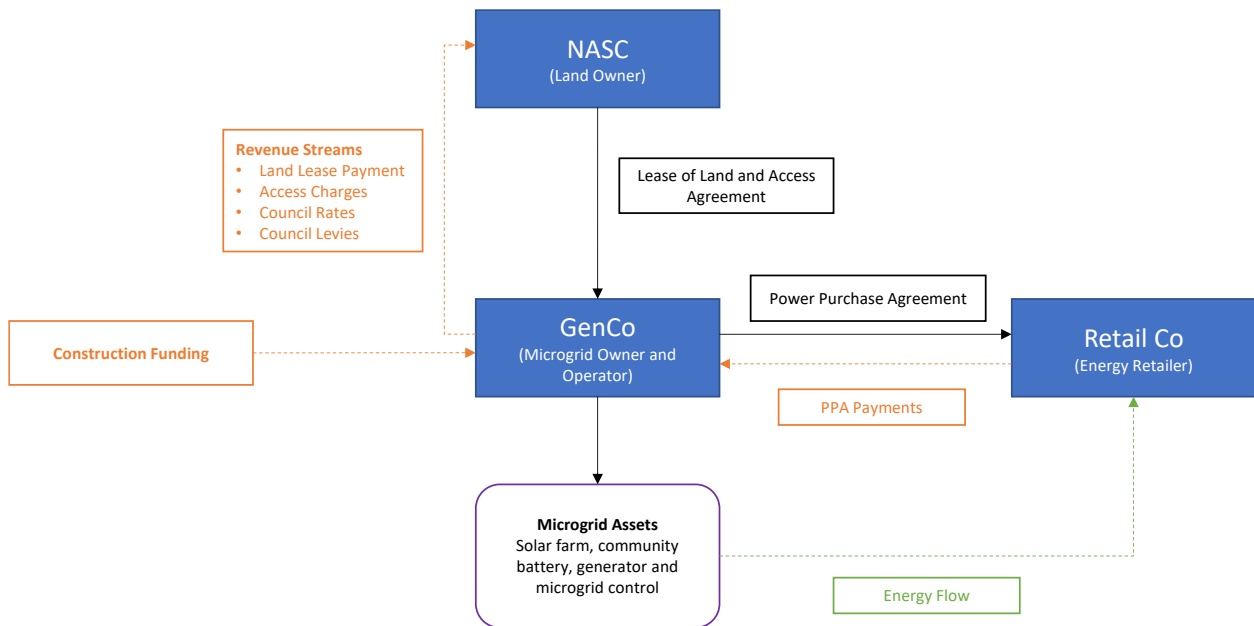 NASC
(Land Owner)
Revenue Streams
• Land Lease Payment
• Access Charges
• Council Rates
• Council Levies
Lease of Land and Access
Agreement
Power Purchase Agreement
GenCo
(Microgrid Owner and
Operator)
Retail Co
(Energy Retailer)
Construction Funding
PPA Payments
Microgrid Assets
Solar farm, community
battery, generator and
microgrid control
Energy Flow